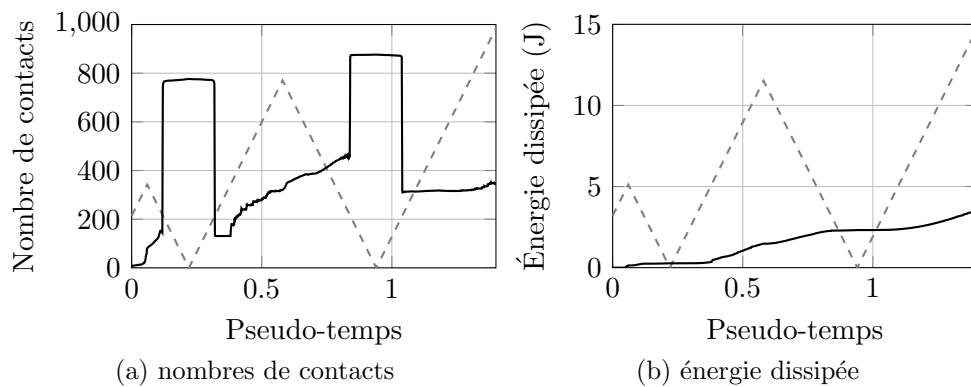 1,000
800
600
400
200
0
Nombre de contacts
0
0.5
1
Pseudo-temps
(a) nombres de contacts
15
10
5
0
Énergie dissipée (J)
0
0.5
1
Pseudo-temps
(b) énergie dissipée